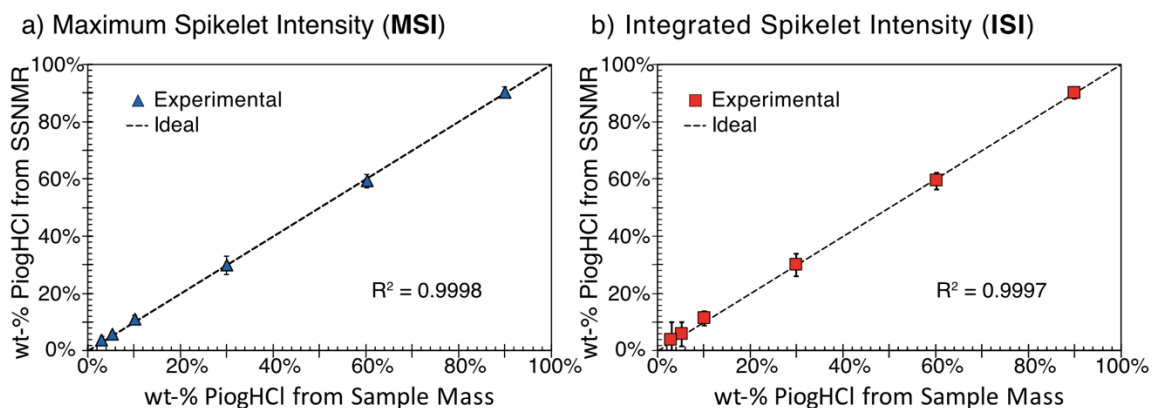 a) Maximum Spikelet Intensity (MSI)
wt-% PiogHCl from SSNMR
100%
80%
60%
40%
20%
0%
Experimental
Ideal
R² = 0.9998
0% 20% 40% 60% 80% 100%
wt-% PiogHCl from Sample Mass
b) Integrated Spikelet Intensity (ISI)
wt-% PiogHCl from SSNMR
100%
80%
60%
40%
20%
0%
Experimental
Ideal
R² = 0.9997
0% 20% 40% 60% 80% 100%
wt-% PiogHCl from Sample Mass